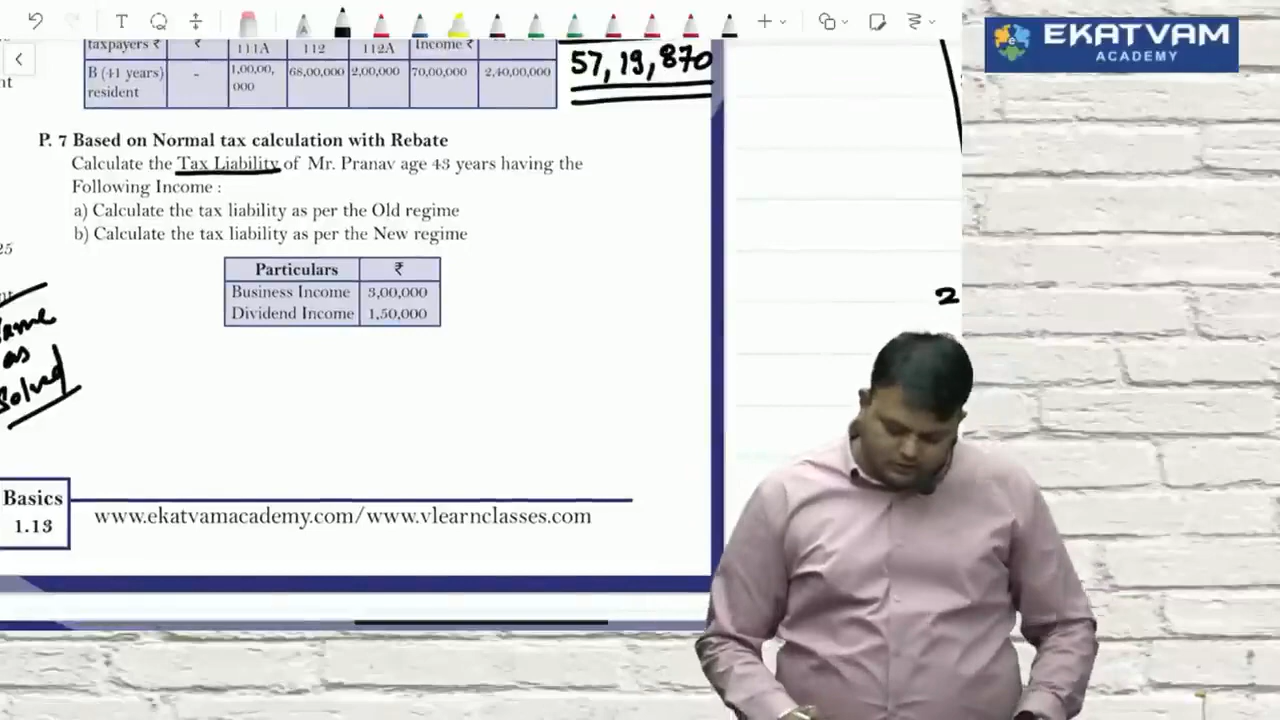 T
EKATVAM
ACADEMY
taxpayers ₹ ₹ 111A 112 112A Income ₹
B (41 years) resident - 1,00,00,000 68,00,000 2,00,000 70,00,000 2,40,00,000
57,19,870
nt
P. 7 Based on Normal tax calculation with Rebate
Calculate the Tax Liability of Mr. Pranav age 43 years having the
Following Income :
a) Calculate the tax liability as per the Old regime
b) Calculate the tax liability as per the New regime
25
Particulars ₹
Business Income 3,00,000
Dividend Income 1,50,000
2
as
Solved
Basics
1.13
www.ekatvamacademy.com/www.vlearnclasses.com